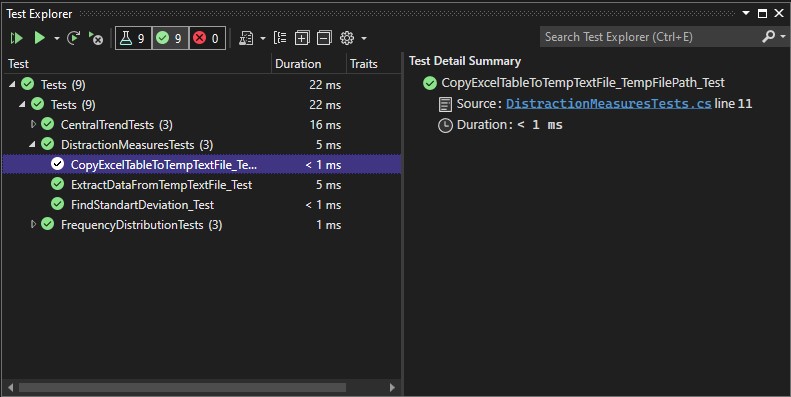 Test Explorer
9 9 0
Search Test Explorer (Ctrl+E)
Test Duration Traits
Tests (9) 22 ms
Tests (9) 22 ms
CentralTrendTests (3) 16 ms
DistractionMeasuresTests (3) 5 ms
CopyExcelTableToTempTextFile_Te... < 1 ms
ExtractDataFromTempTextFile_Test 5 ms
FindStandartDeviation_Test < 1 ms
FrequencyDistributionTests (3) 1 ms
Test Detail Summary
CopyExcelTableToTempTextFile_TempFilePath_Test
Source: DistractionMeasuresTests.cs line 11
Duration: < 1 ms